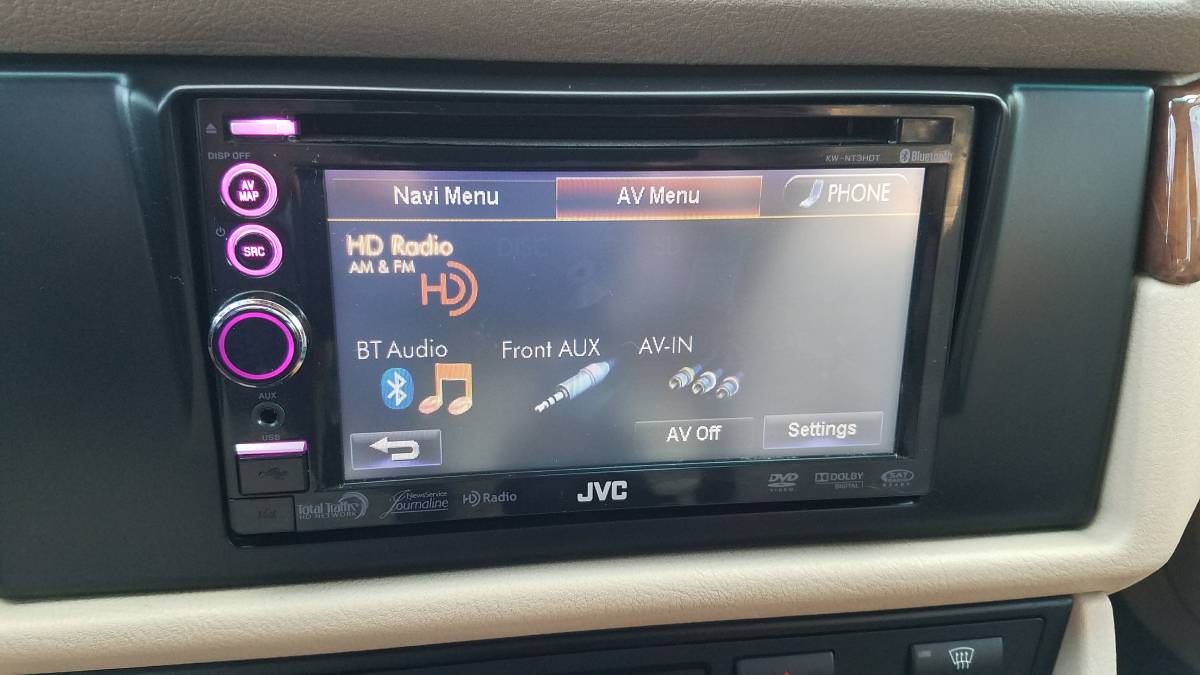 DISP OFF
KW-NT3HDT
Bluetooth
AV
MAP
SRC
Navi Menu
AV Menu
PHONE
HD Radio
AM & FM
HD
BT Audio
Front AUX
AV-IN
AV Off
Settings
AUX
USB
Total Traffic
HD NETWORK
NewsService
Journaline
HD Radio
JVC
DVD
VIDEO
DOLBY
DIGITAL
SAT
RADIO
READY